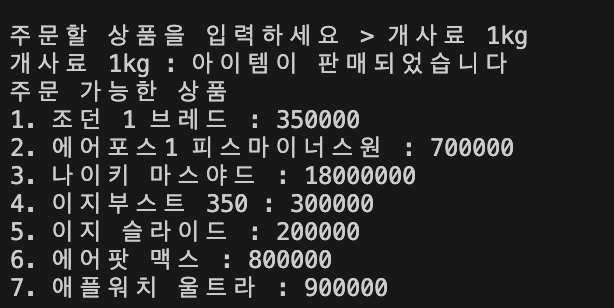 주문할 상품을 입력하세요 > 개사료 1kg
개사료 1kg : 아이템이 판매되었습니다
주문 가능한 상품
1. 조던 1 브레드 : 350000
2. 에어포스1 피스마이너스원 : 700000
3. 나이키 마스야드 : 18000000
4. 이지부스트 350 : 300000
5. 이지 슬라이드 : 200000
6. 에어팟 맥스 : 800000
7. 애플워치 울트라 : 900000